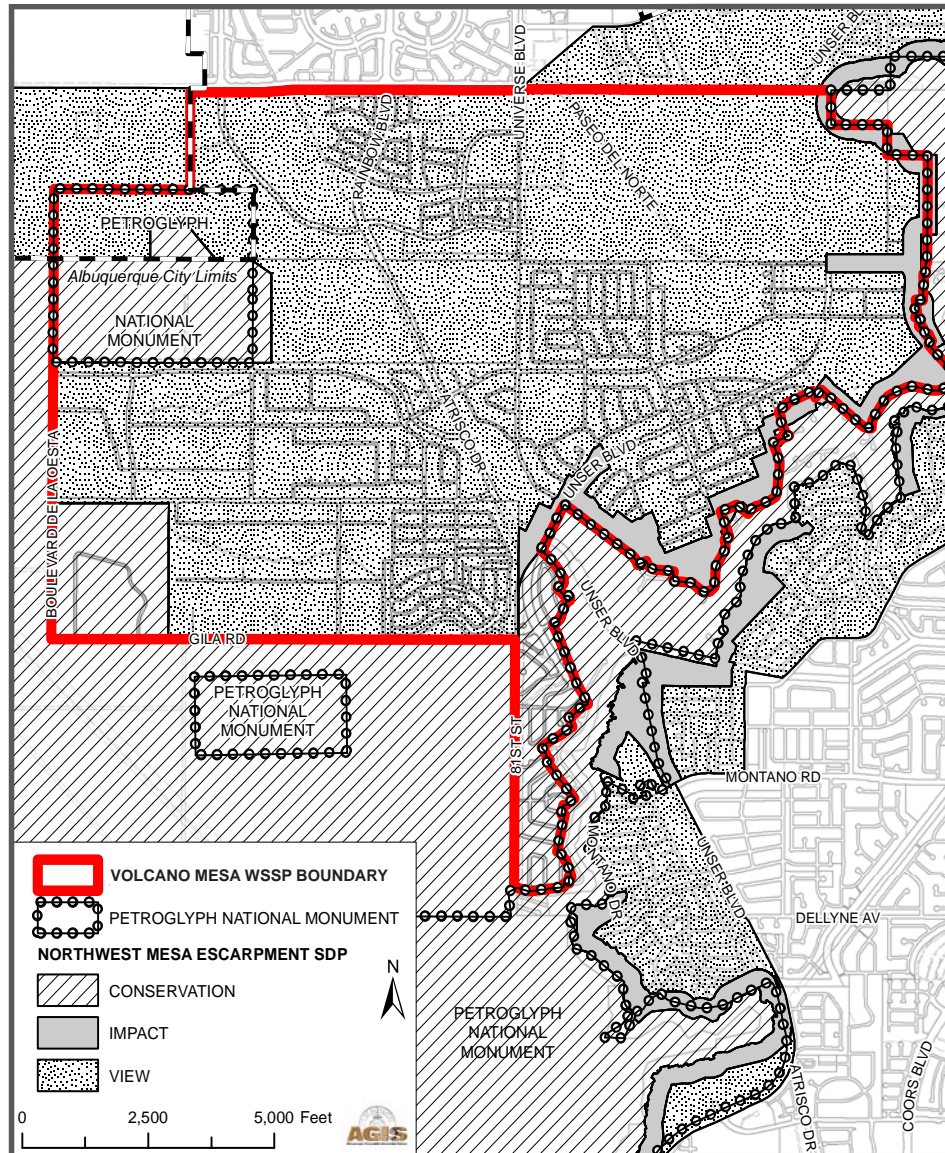 UNSER BL
UNIVERSE BLVD
RAINBOW BLVD
PASEO DEL NORTE
PETROGLYPH
Albuquerque City Limits
NATIONAL
MONUMENT
ATRISCO DR
BOULEVARD DE LA OESTA
UNSER BLVD
UNSER BLVD
GILA RD
PETROGLYPH
NATIONAL
MONUMENT
81ST ST
MONTANO RD
MONTANO DR
UNSER BLVD
DELLYNE AV
PETROGLYPH
NATIONAL
MONUMENT
ATRISCO DR
COORS BLVD
VOLCANO MESA WSSP BOUNDARY
PETROGLYPH NATIONAL MONUMENT
NORTHWEST MESA ESCARPMENT SDP
N
CONSERVATION
IMPACT
VIEW
0 2,500 5,000 Feet
AGIS